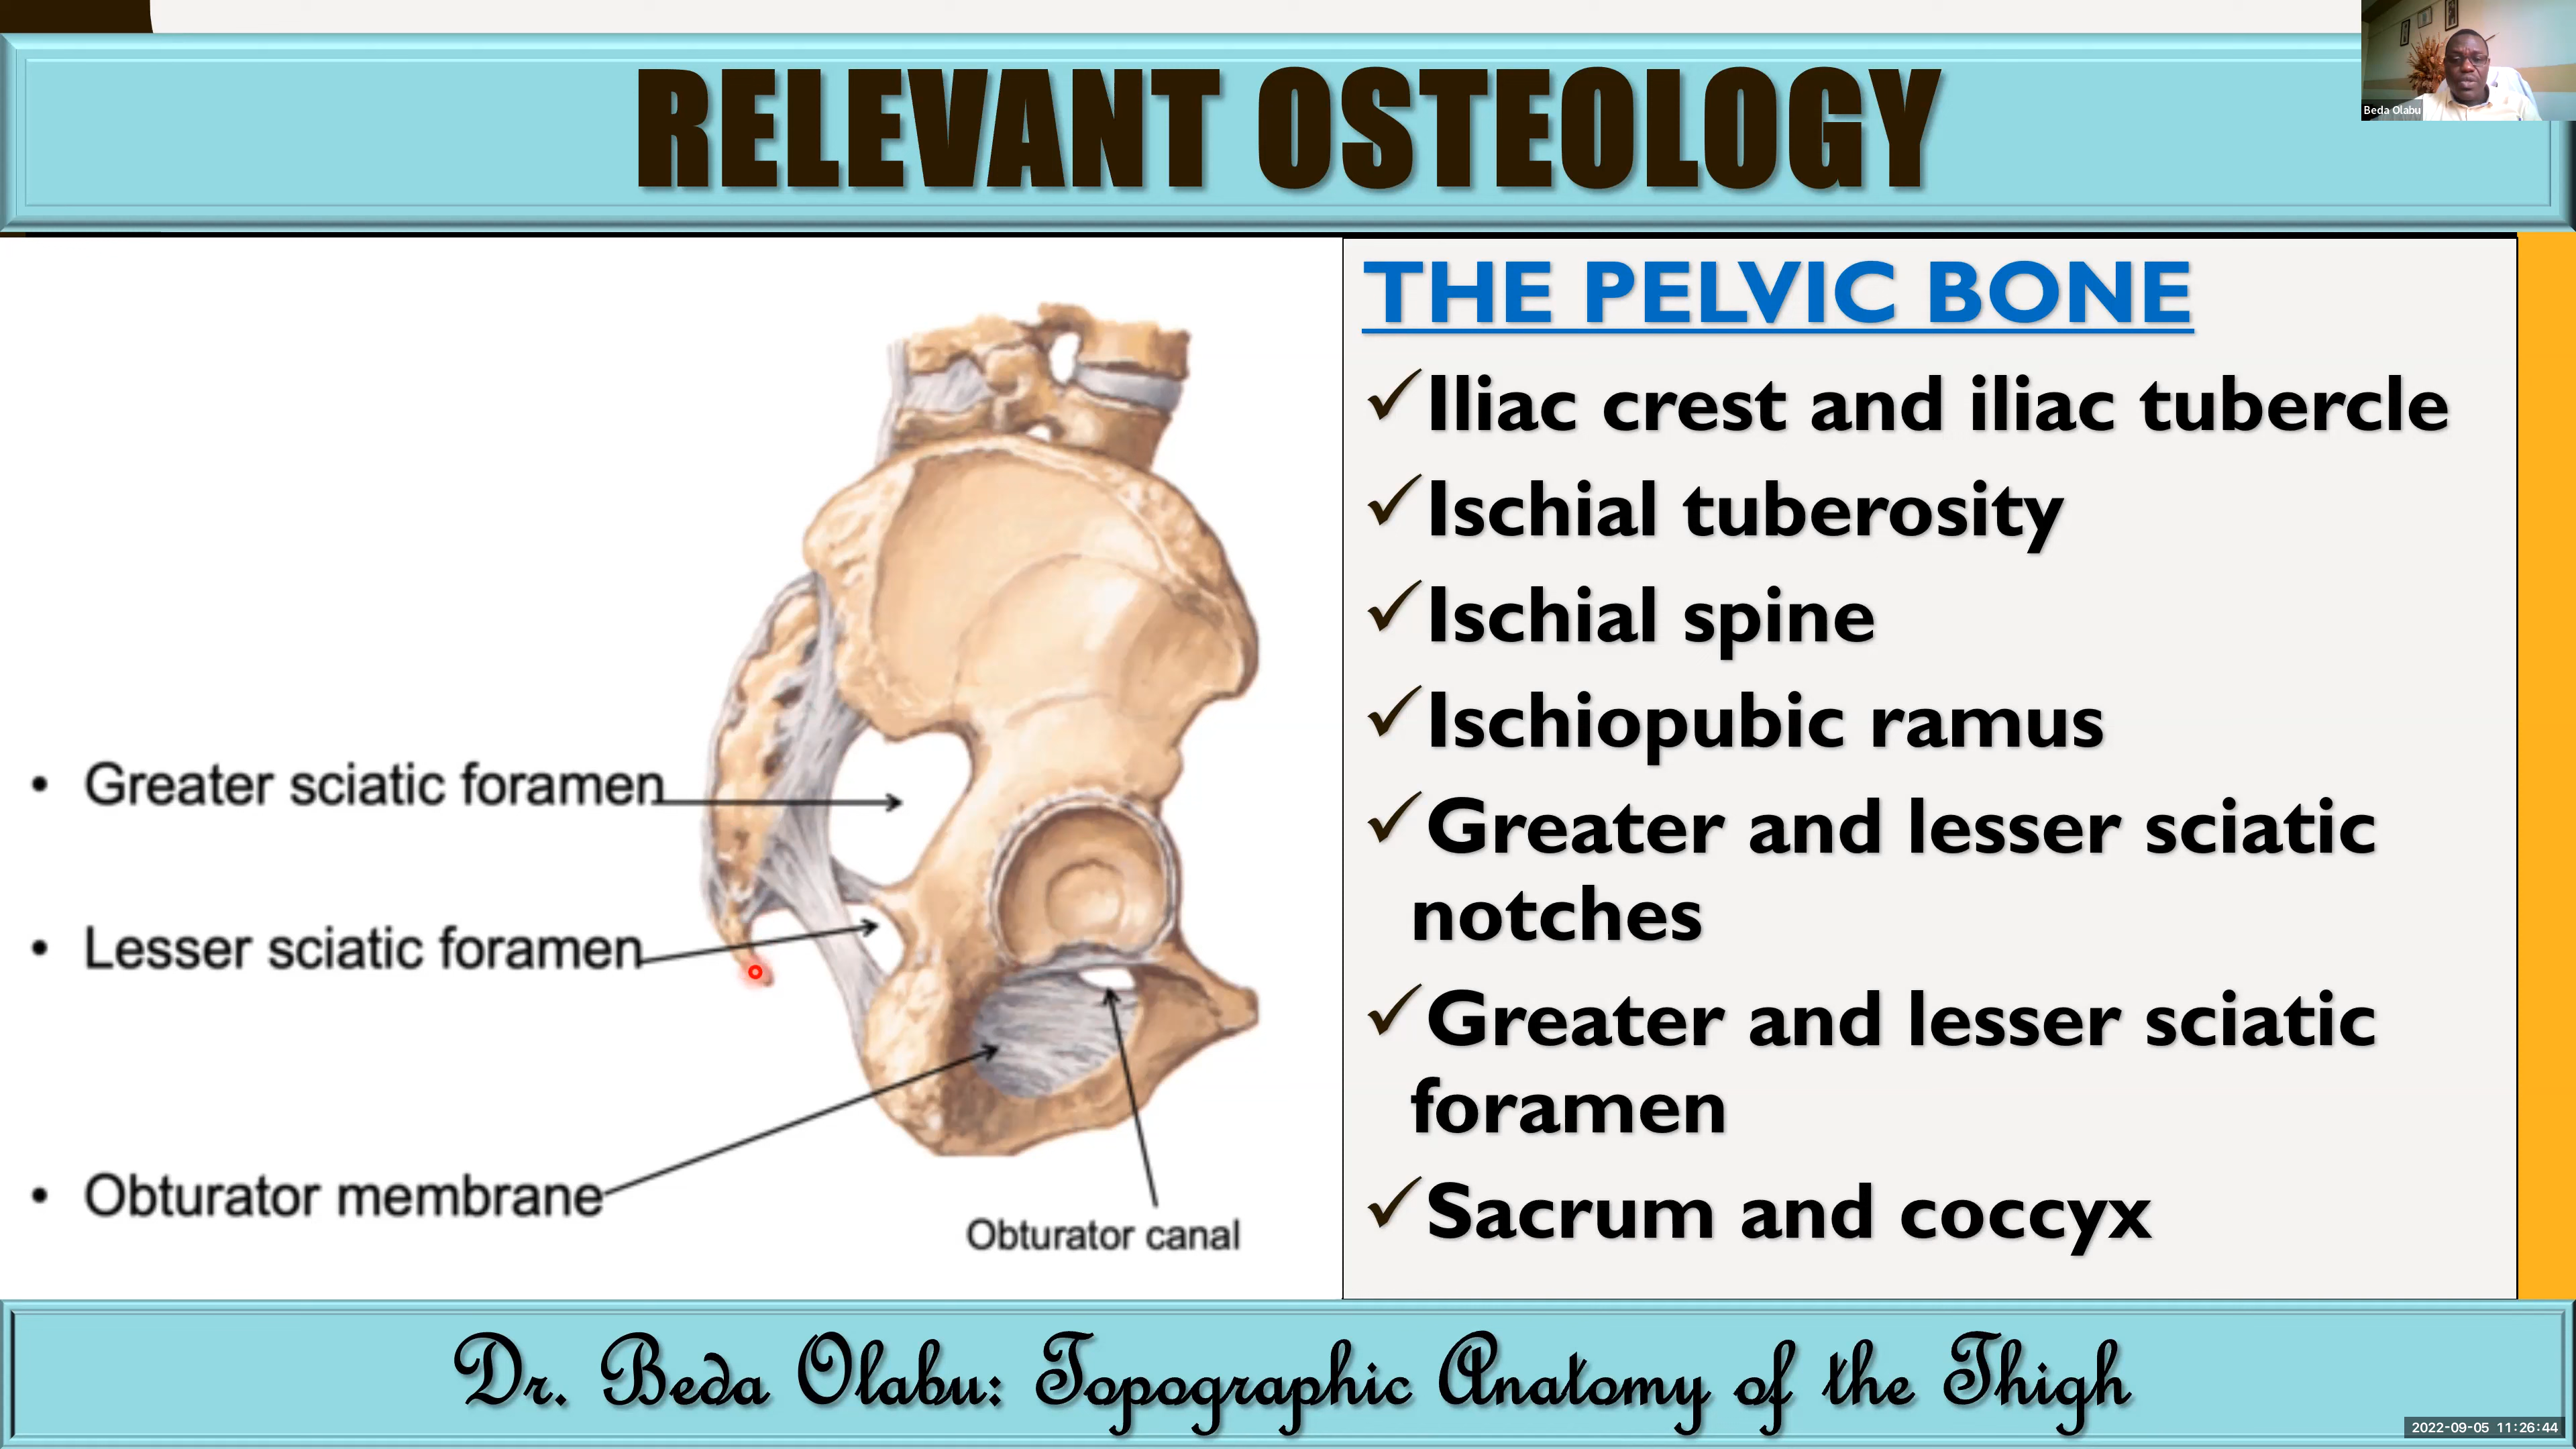 RELEVANT OSTEOLOGY
Beda Olabu
• Greater sciatic foramen
• Lesser sciatic foramen
• Obturator membrane
Obturator canal
THE PELVIC BONE
✓Iliac crest and iliac tubercle
✓Ischial tuberosity
✓Ischial spine
✓Ischiopubic ramus
✓Greater and lesser sciatic
notches
✓Greater and lesser sciatic
foramen
✓Sacrum and coccyx
Dr. Beda Olabu: Topographic Anatomy of the Thigh
2022-09-05 11:26:44